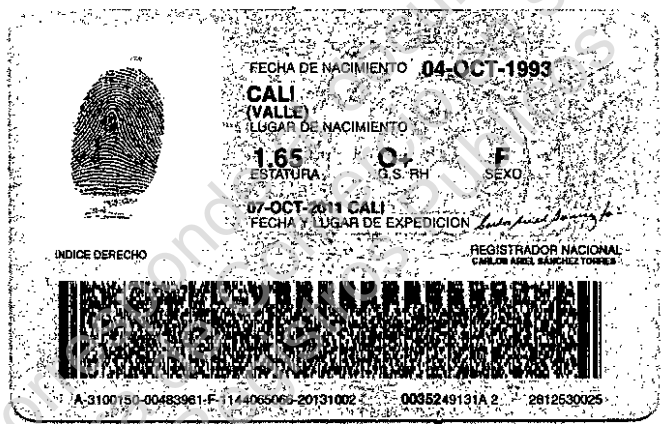 FECHA DE NACIMIENTO 04-OCT-1993
CALI
(VALLE)
LUGAR DE NACIMIENTO
1.65 O+ F
ESTATURA G.S. RH SEXO
07-OCT-2011 CALI
FECHA Y LUGAR DE EXPEDICION
INDICE DERECHO
REGISTRADOR NACIONAL
CARLOS ARIEL SÁNCHEZ TORRES
A-3100150-00483961-F-1144065066-20131002 0035249131A 2 2812530025